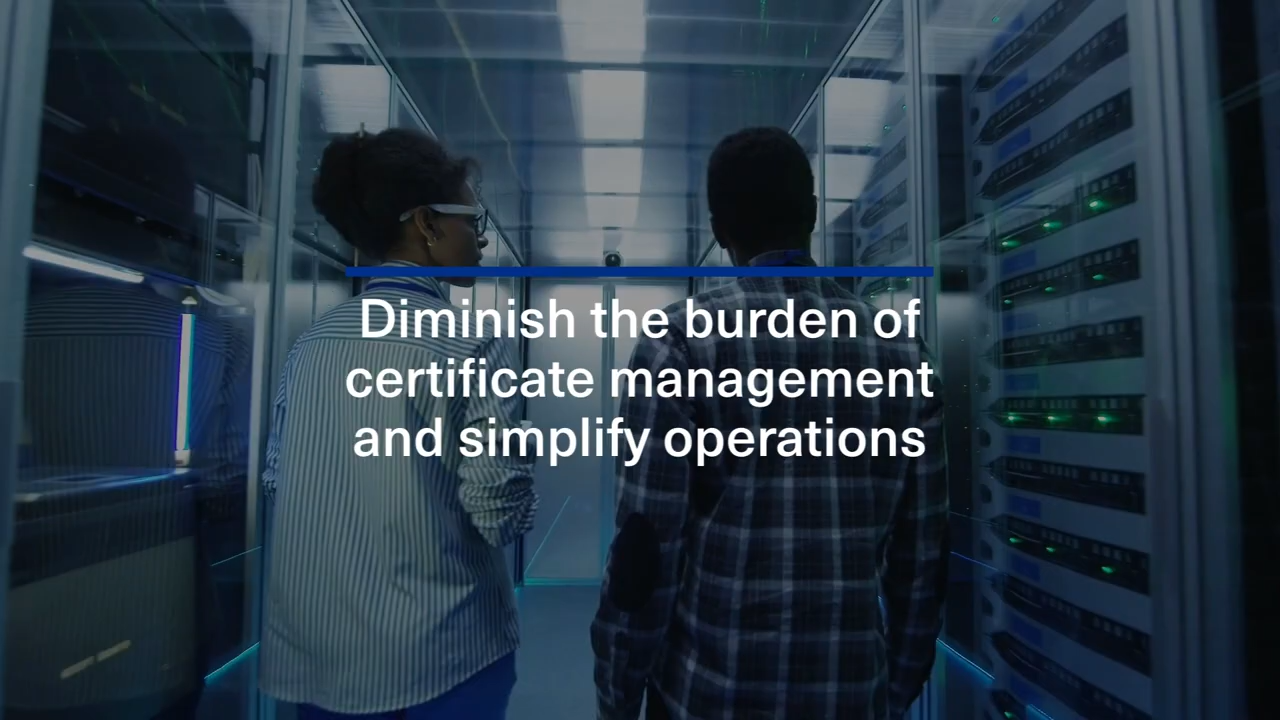 Diminish the burden of
certificate management
and simplify operations